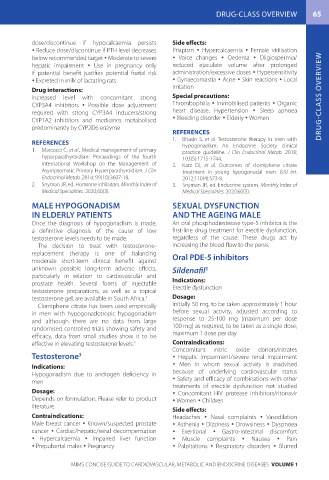 DRUG-CLASS OVERVIEW 65
dose/discontinue if hypocalcaemia persists
• Reduce dose/discontinue if PTH level decreases
below recommended target • Moderate to severe
hepatic impairment • Use in pregnancy only
if potential benefit justifies potential foetal risk
• Excreted in milk of lactating rats
Drug interactions:
Increased level with concomitant strong
CYP3A4 inhibitors • Possible dose adjustment
required with strong CYP3A4 inducers/strong
CYP1A2 inhibitors and medicines metabolised
predominantly by CYP2D6 enzyme
REFERENCES
1. Marcocci C, et al. Medical management of primary
hyperparathyroidism: Proceedings of the fourth
International Workshop on the Management of
Asymptomatic Primary Hyperparathyroidism. J Clin
Endocrinol Metab 2014; 99(10):3607-18.
2. Snyman JR, ed. Hormone inhibitors. Monthly Index of
Medical Specialities. 2020;60(3).
MALE HYPOGONADISM
IN ELDERLY PATIENTS
Once the diagnosis of hypogonadism is made,
a definitive diagnosis of the cause of low
testosterone levels needs to be made.
The decision to treat with testosterone-
replacement therapy is one of balancing
moderate short-term clinical benefit against
unknown possible long-term adverse effects,
particularly in relation to cardiovascular and
prostate health. Several forms of injectable
testosterone preparations, as well as a topical
testosterone gel, are available in South Africa.¹
Clomiphene citrate has been used empirically
in men with hypogonadotropic hypogonadism
and although there are no data from large
randomised controlled trials showing safety and
efficacy, data from small studies show it to be
effective in elevating testosterone levels.²
Testosterone³
Indications:
Hypogonadism due to androgen deficiency in
men
Dosage:
Depends on formulation. Please refer to product
literature
Contraindications:
Male breast cancer • Known/suspected prostate
cancer • Cardiac/hepatic/renal decompensation
• Hypercalcaemia • Impaired liver function
• Prepubertal males • Pregnancy
Side effects:
Priapism • Hypercalcaemia • Female virilisation
• Voice changes • Oedema • Oligospermia/
reduced ejaculate volume after prolonged
administration/excessive doses • Hypersensitivity
• Gynaecomastia • Acne • Skin reactions • Local
irritation
Special precautions:
Thrombophilia • Immobilised patients • Organic
heart disease, Hypertension • Sleep apnoea
• Bleeding disorder • Elderly • Women
REFERENCES
1. Bhasin S, et al. Testosterone therapy in men with
hypogonadism: An Endocrine Society clinical
practice guideline. J Clin Endocrinol Metab. 2018;
103(5):1715-1744.
2. Katz DJ, et al. Outcomes of clomiphene citrate
treatment in young hypogonadal men. BJU Int.
2012;110(4):573-8.
3. Snyman JR, ed. Endocrine system. Monthly Index of
Medical Specialities. 2020;60(3).
SEXUAL DYSFUNCTION
AND THE AGEING MALE
An oral phosphodiesterase-type-5 inhibitor is the
first-line drug treatment for erectile dysfunction,
regardless of the cause. These drugs act by
increasing the blood flow to the penis.
Oral PDE-5 inhibitors
Sildenafil¹
Indications:
Erectile dysfunction
Dosage:
Initially 50 mg, to be taken approximately 1 hour
before sexual activity, adjusted according to
response to 25-100 mg (maximum per dose
100 mg) as required, to be taken as a single dose,
maximum 1 dose per day
Contraindications:
Concomitant nitric oxide donors/nitrates
• Hepatic impairment/severe renal impairment
• Men in whom sexual activity is inadvised
because of underlying cardiovascular status
• Safety and efficacy of combinations with other
treatments of erectile dysfunction not studied
• Concomitant HIV protease inhibitors/ritonavir
• Women • Children
Side effects:
Headaches • Nasal complaints • Vasodilation
• Asthenia • Dizziness • Drowsiness • Dyspnoea
• Exertional • Gastro-intestinal discomfort
• Muscle complaints • Nausea • Pain
• Palpitations • Respiratory disorders • Blurred
DRUG-CLASS OVERVIEW
MIMS CONCISE GUIDE TO CARDIOVASCULAR, METABOLIC AND ENDOCRINE DISEASES VOLUME 1